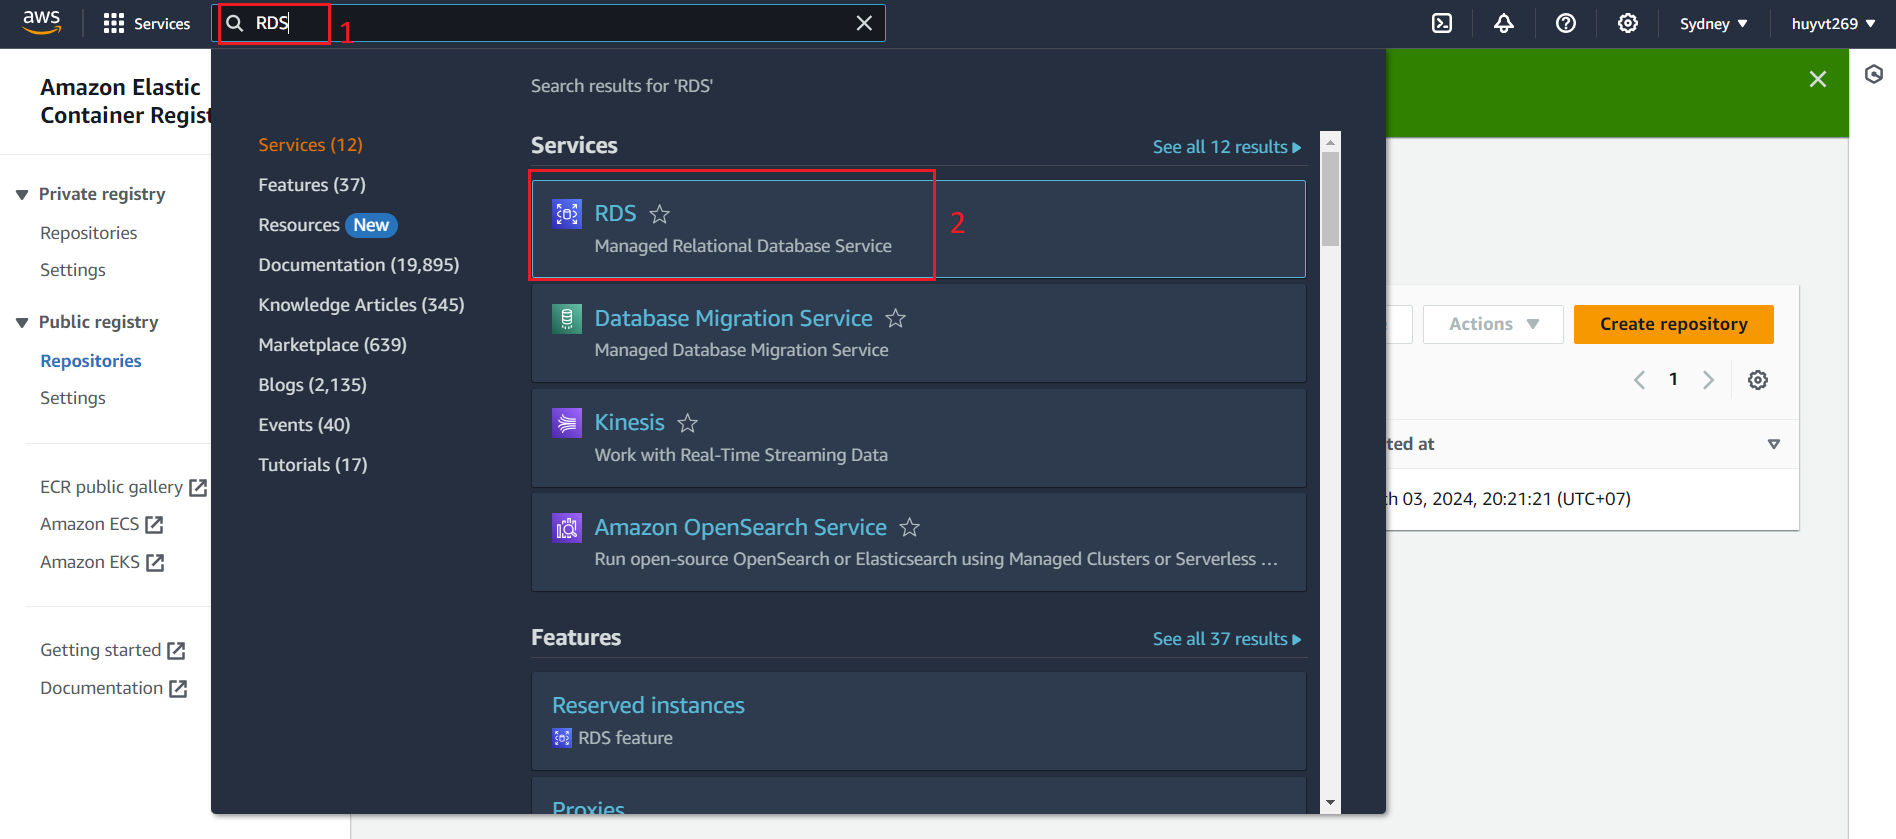 aws
Services
RDS
1
Sydney
huyvt269
Amazon Elastic
Container Regist
Private registry
Repositories
Settings
Public registry
Repositories
Settings
ECR public gallery
Amazon ECS
Amazon EKS
Getting started
Documentation
Search results for 'RDS'
Services (12)
Features (37)
Resources New
Documentation (19,895)
Knowledge Articles (345)
Marketplace (639)
Blogs (2,135)
Events (40)
Tutorials (17)
Services
See all 12 results
RDS
Managed Relational Database Service
2
Database Migration Service
Managed Database Migration Service
Kinesis
Work with Real-Time Streaming Data
Amazon OpenSearch Service
Run open-source OpenSearch or Elasticsearch using Managed Clusters or Serverless ...
Features
See all 37 results
Reserved instances
RDS feature
Proxies
Actions
Create repository
1
ted at
ch 03, 2024, 20:21:21 (UTC+07)